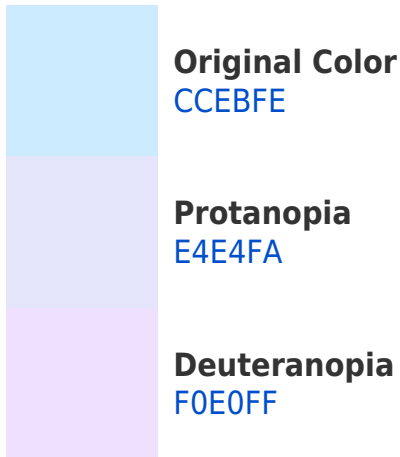 Original Color
CCEBFE
Protanopia
E4E4FA
Deuteranopia
F0E0FF